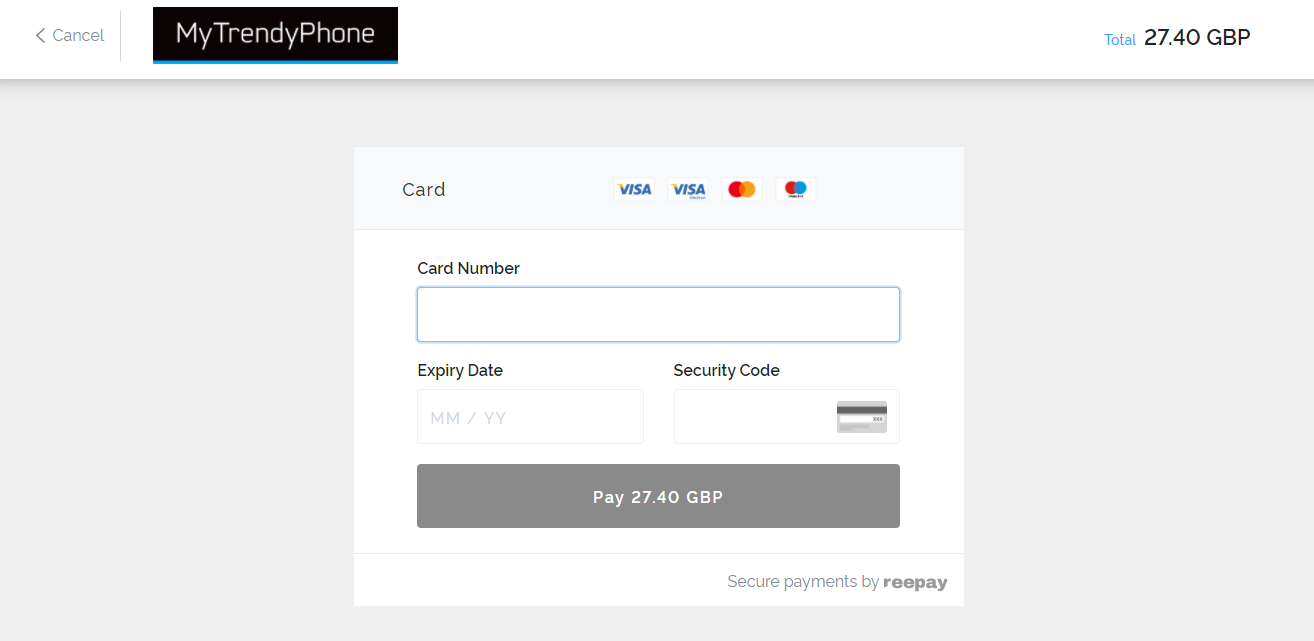 Cancel
MyTrendyPhone
Total 27.40 GBP
Card
VISA VISA
Card Number
Expiry Date Security Code
MM / YY XXX
Pay 27.40 GBP
Secure payments by reepay